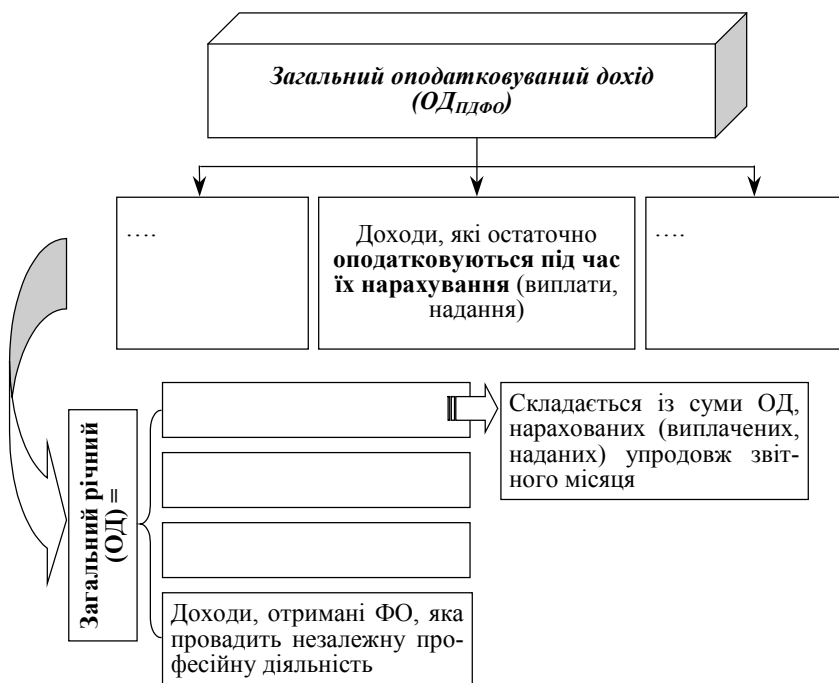 Загальний оподатковуваний дохід
(ОДПДФО)
….
Доходи, які остаточно
оподатковуються під час
їх нарахування (виплати,
надання)
….
Загальний річний
(ОД) =
Складається із суми ОД,
нарахованих (виплачених,
наданих) упродовж звіт-
ного місяця
Доходи, отримані ФО, яка
провадить незалежну про-
фесійну діяльність